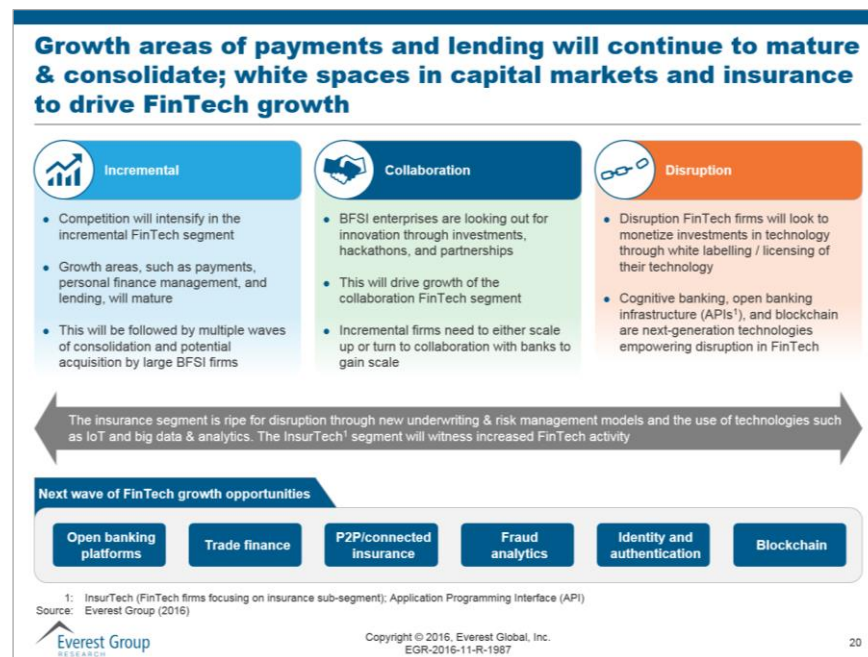 Growth areas of payments and lending will continue to mature
& consolidate; white spaces in capital markets and insurance
to drive FinTech growth
Incremental
• Competition will intensify in the
incremental FinTech segment
• Growth areas, such as payments,
personal finance management, and
lending, will mature
• This will be followed by multiple waves
of consolidation and potential
acquisition by large BFSI firms
Collaboration
• BFSI enterprises are looking out for
innovation through investments,
hackathons, and partnerships
• This will drive growth of the
collaboration FinTech segment
• Incremental firms need to either scale
up or turn to collaboration with banks to
gain scale
Disruption
• Disruption FinTech firms will look to
monetize investments in technology
through white labelling / licensing of
their technology
• Cognitive banking, open banking
infrastructure (APIs¹), and blockchain
are next-generation technologies
empowering disruption in FinTech
The insurance segment is ripe for disruption through new underwriting & risk management models and the use of technologies such
as IoT and big data & analytics. The InsurTech¹ segment will witness increased FinTech activity
Next wave of FinTech growth opportunities
Open banking
platforms
Trade finance
P2P/connected
insurance
Fraud
analytics
Identity and
authentication
Blockchain
1: InsurTech (FinTech firms focusing on insurance sub-segment); Application Programming Interface (API)
Source: Everest Group (2016)
Everest Group
RESEARCH
Copyright © 2016, Everest Global, Inc.
EGR-2016-11-R-1987
20